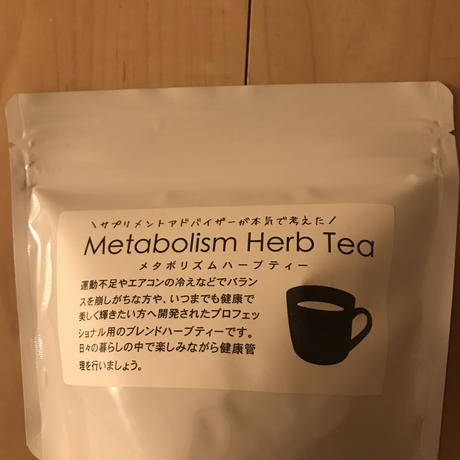 \サプリメントアドバイザーが本気で考えた/
Metabolism Herb Tea
メタボリズムハーブティー
運動不足やエアコンの冷えなどでバラン
スを崩しがちな方や、いつまでも健康で
美しく輝きたい方へ開発されたプロフェッ
ショナル用のブレンドハーブティーです。
日々の暮らしの中で楽しみながら健康管
理を行いましょう。